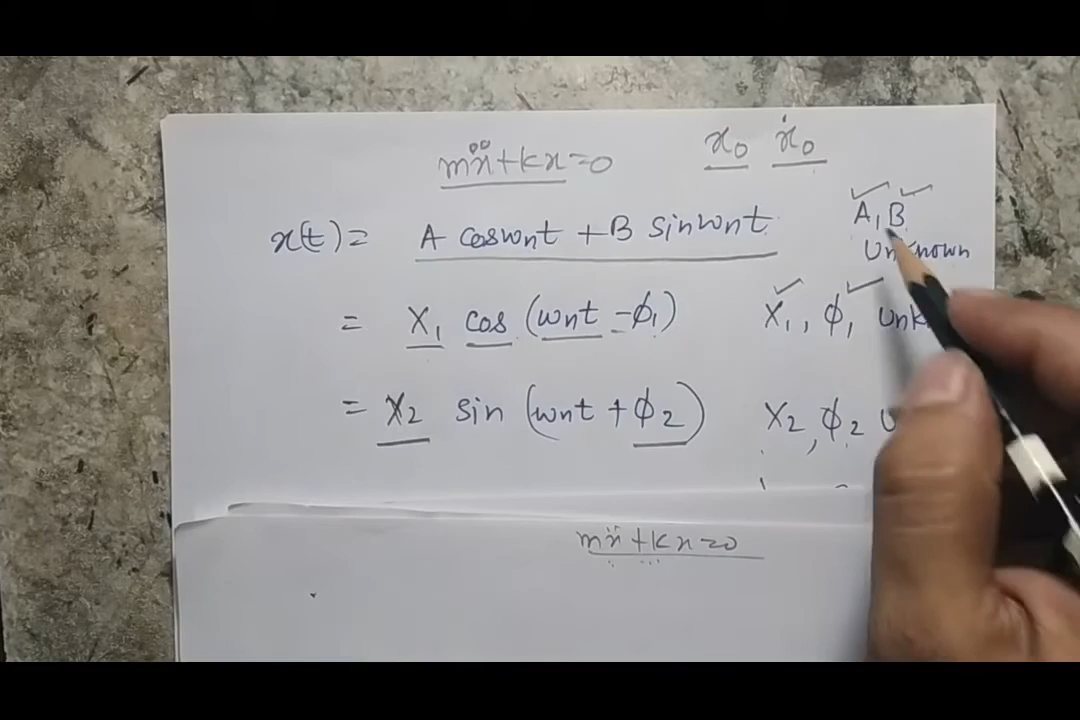 mẍ+kx=0 x₀ ẋ₀
x(t)= A cosωnt +B sinωnt A,B
Unknown
= X₁ cos (ωnt -ϕ₁) X₁, ϕ₁
= X₂ sin (ωnt +ϕ₂) X₂, ϕ₂
mẍ +kx=0